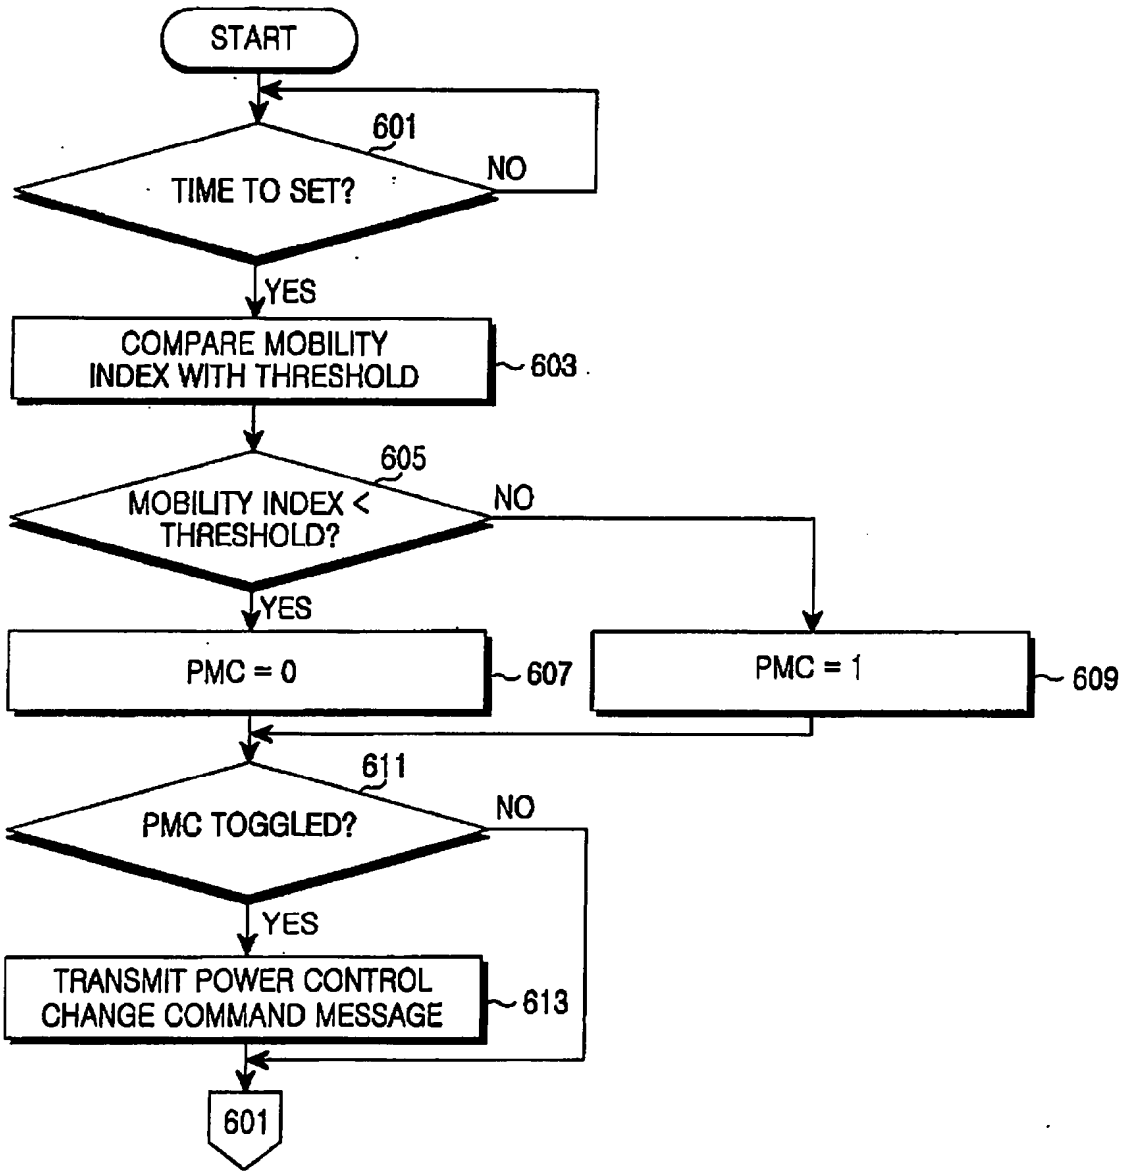 START
601
NO
TIME TO SET?
YES
COMPARE MOBILITY
INDEX WITH THRESHOLD
603
605
NO
MOBILITY INDEX <
THRESHOLD?
YES
PMC = 0
607
PMC = 1
609
611
NO
PMC TOGGLED?
YES
TRANSMIT POWER CONTROL
CHANGE COMMAND MESSAGE
613
601